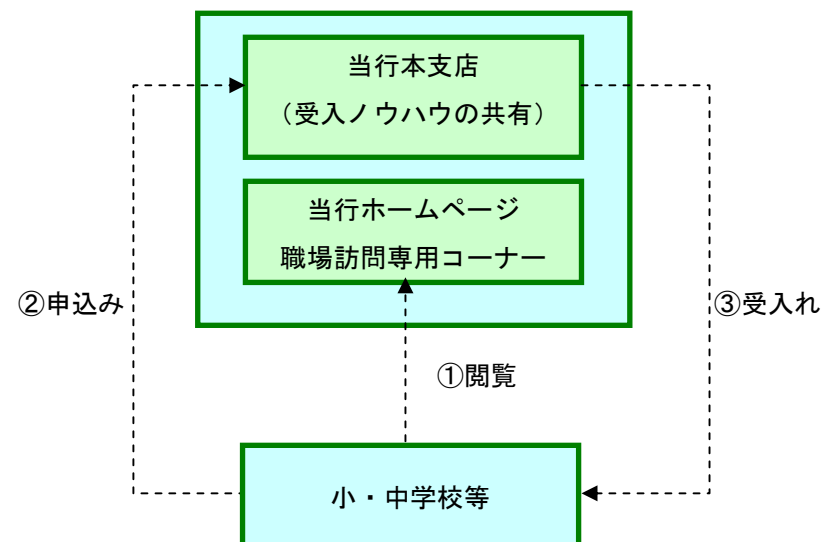 当行本支店
（受入ノウハウの共有）
当行ホームページ
職場訪問専用コーナー
②申込み
③受入れ
①閲覧
小・中学校等